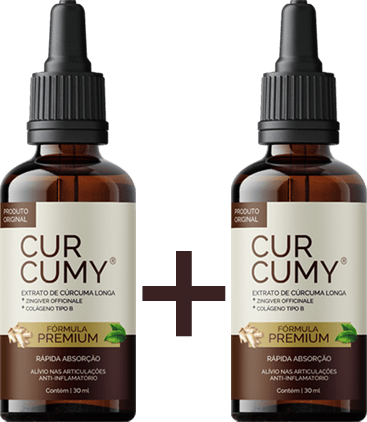 PRODUTO
ORIGINAL
CUR
CUMY®
EXTRATO DE CÚRCUMA LONGA
* ZINGIVER OFFICINALE
* COLÁGENO TIPO B
FÓRMULA
PREMIUM
RÁPIDA ABSORÇÃO
ALÍVIO NAS ARTICULAÇÕES
ANTI-INFLAMATÓRIO
Contém | 30 ml
+
PRODUTO
ORIGINAL
CUR
CUMY®
EXTRATO DE CÚRCUMA LONGA
* ZINGIVER OFFICINALE
* COLÁGENO TIPO B
FÓRMULA
PREMIUM
RÁPIDA ABSORÇÃO
ALÍVIO NAS ARTICULAÇÕES
ANTI-INFLAMATÓRIO
Contém | 30 ml